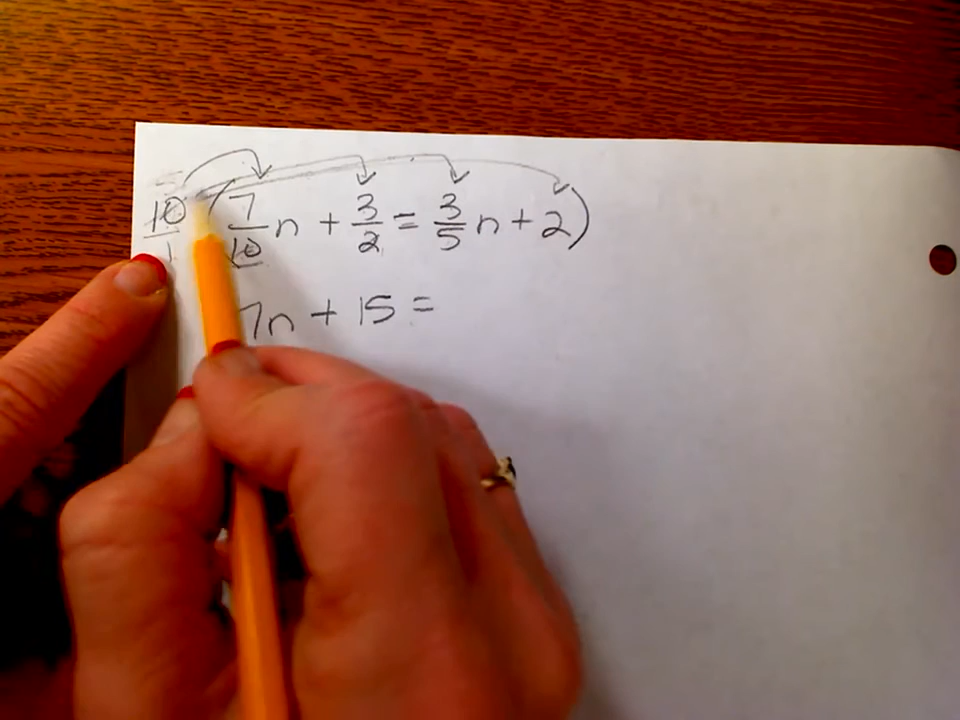 10/1 (7/10 n + 3/2 = 3/5 n + 2)
7n + 15 =